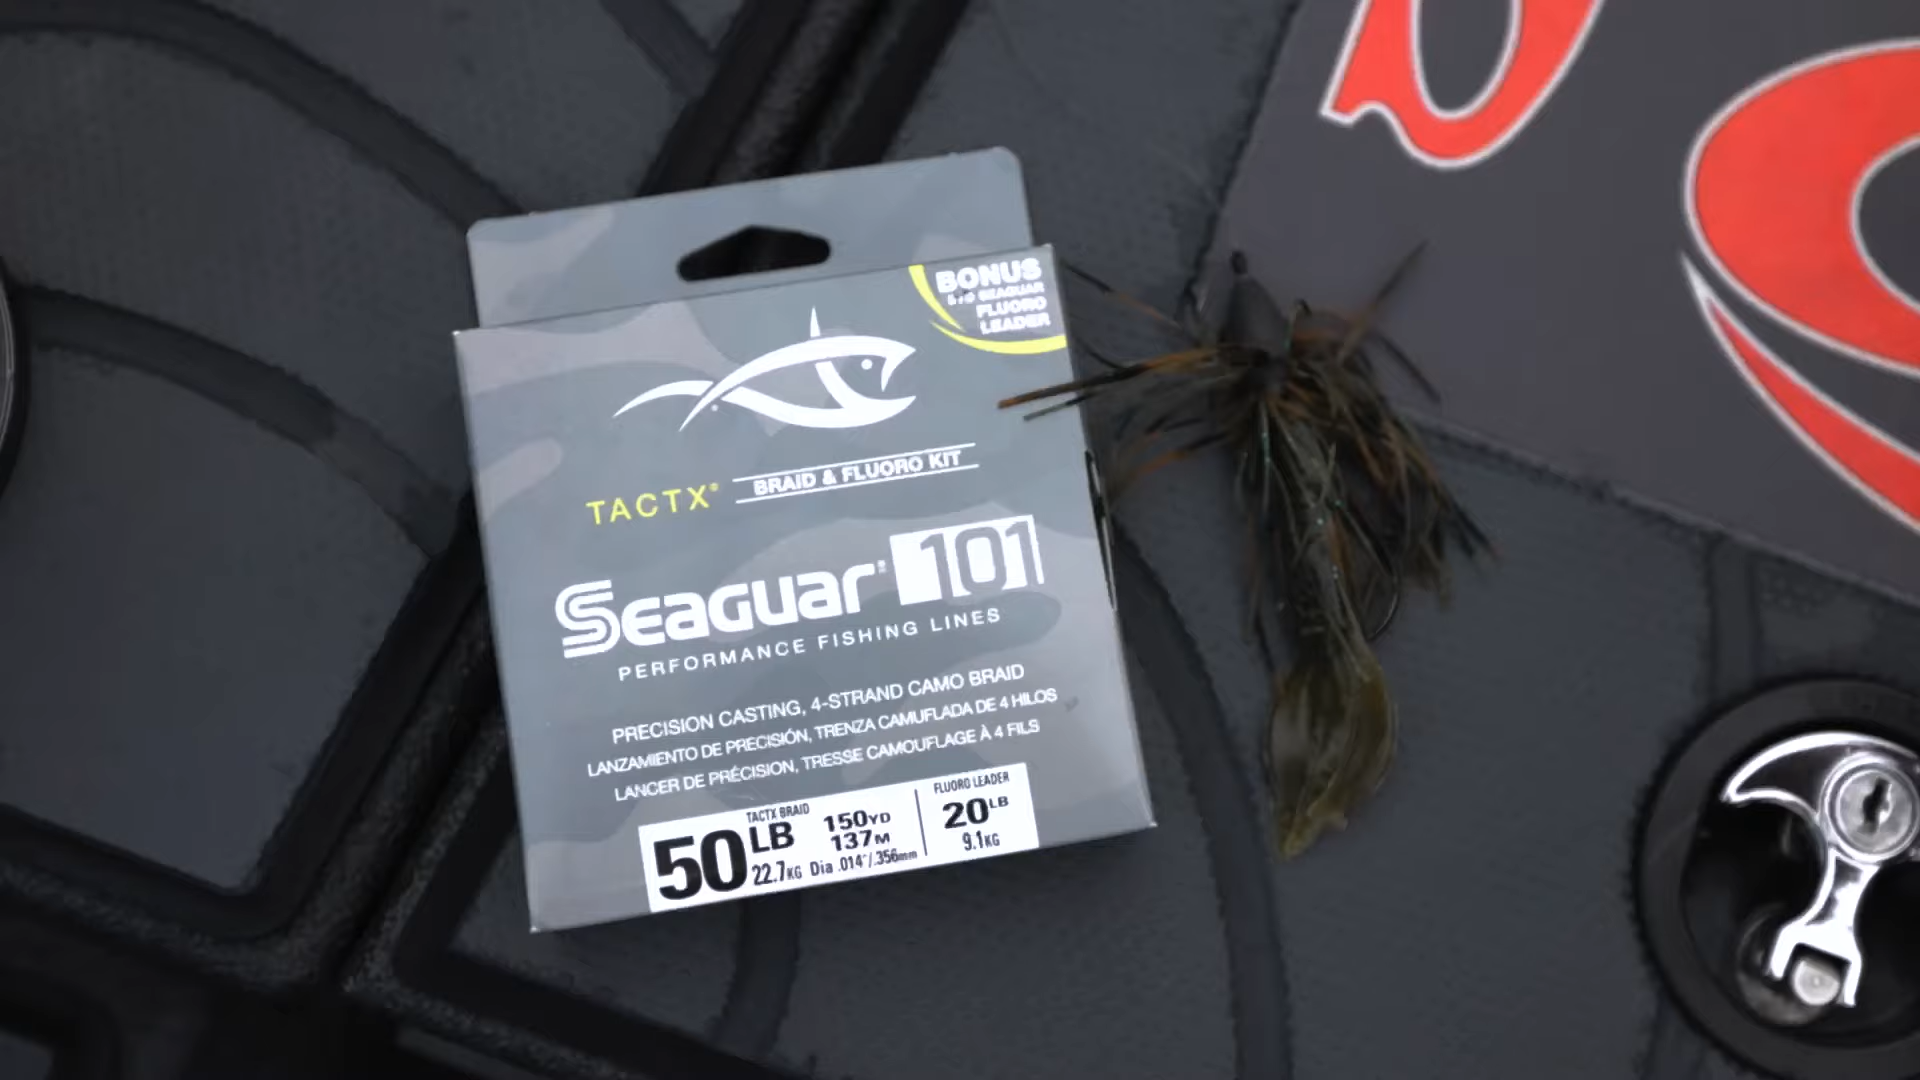 BONUS
SEAGUAR
FLUORO
LEADER
TACTX®
BRAID & FLUORO KIT
SEAGUAR® 101
PERFORMANCE FISHING LINES
PRECISION CASTING, 4-STRAND CAMO BRAID
LANZAMIENTO DE PRECISIÓN, TRENZA CAMUFLADA DE 4 HILOS
LANCER DE PRÉCISION, TRESSE CAMOUFLAGE À 4 FILS
TACTX BRAID
50LB
22.7KG
150YD
137M
Dia .014"/.356mm
FLUORO LEADER
20LB
9.1KG